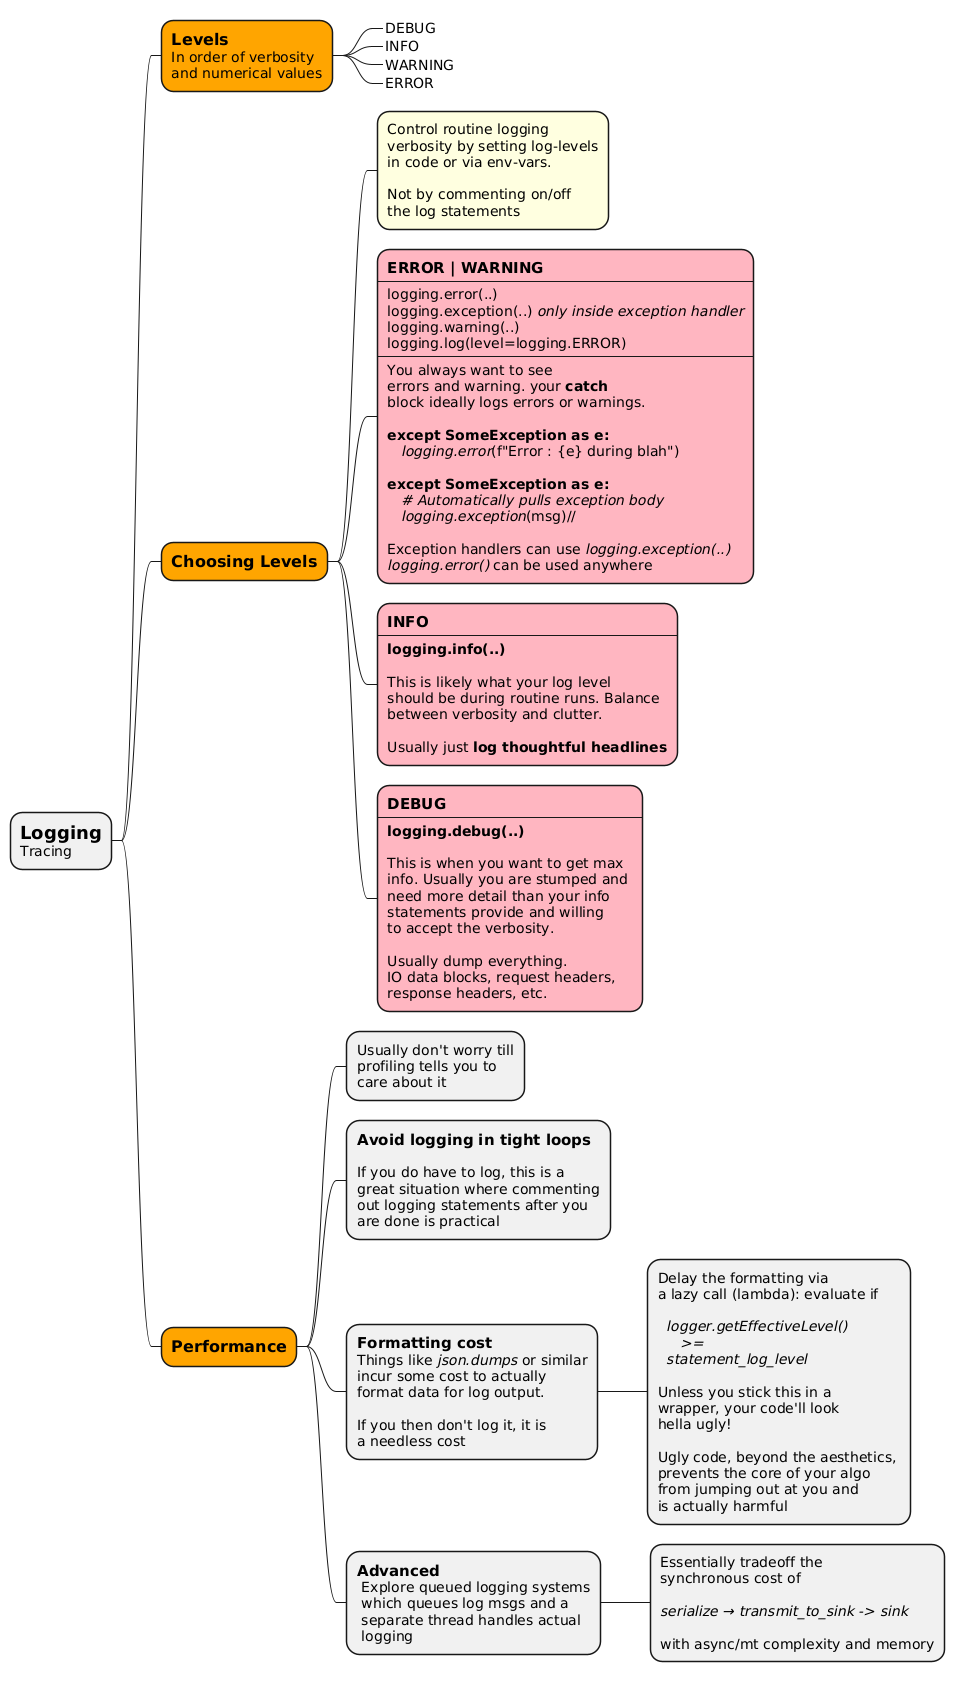 Levels
In order of verbosity
and numerical values
DEBUG
INFO
WARNING
ERROR
Control routine logging
verbosity by setting log-levels
in code or via env-vars.
Not by commenting on/off
the log statements
ERROR | WARNING
logging.error(..)
logging.exception(..) only inside exception handler
logging.warning(..)
logging.log(level=logging.ERROR)
You always want to see
errors and warning. your catch
block ideally logs errors or warnings.
except SomeException as e:
logging.error(f"Error : {e} during blah")
except SomeException as e:
# Automatically pulls exception body
logging.exception(msg)//
Exception handlers can use logging.exception(..)
logging.error() can be used anywhere
Choosing Levels
INFO
logging.info(..)
This is likely what your log level
should be during routine runs. Balance
between verbosity and clutter.
Usually just log thoughtful headlines
DEBUG
logging.debug(..)
This is when you want to get max
info. Usually you are stumped and
need more detail than your info
statements provide and willing
to accept the verbosity.
Usually dump everything.
IO data blocks, request headers,
response headers, etc.
Logging
Tracing
Usually don't worry till
profiling tells you to
care about it
Avoid logging in tight loops
If you do have to log, this is a
great situation where commenting
out logging statements after you
are done is practical
Performance
Formatting cost
Things like json.dumps or similar
incur some cost to actually
format data for log output.
If you then don't log it, it is
a needless cost
Delay the formatting via
a lazy call (lambda): evaluate if
logger.getEffectiveLevel()
>=
statement_log_level
Unless you stick this in a
wrapper, your code'll look
hella ugly!
Ugly code, beyond the aesthetics,
prevents the core of your algo
from jumping out at you and
is actually harmful
Advanced
Explore queued logging systems
which queues log msgs and a
separate thread handles actual
logging
Essentially tradeoff the
synchronous cost of
serialize → transmit_to_sink -> sink
with async/mt complexity and memory